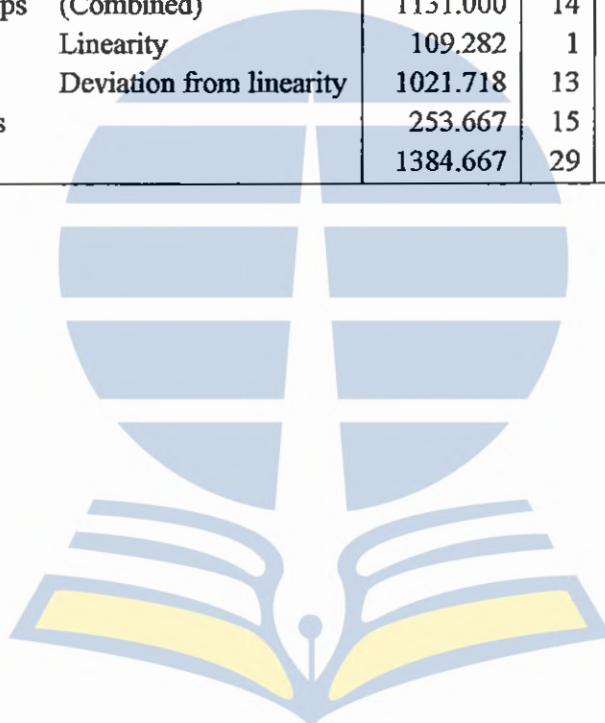 ps (Combined) 1131.000 14
Linearity 109.282 1
Deviation from linearity 1021.718 13
s 253.667 15
1384.667 29